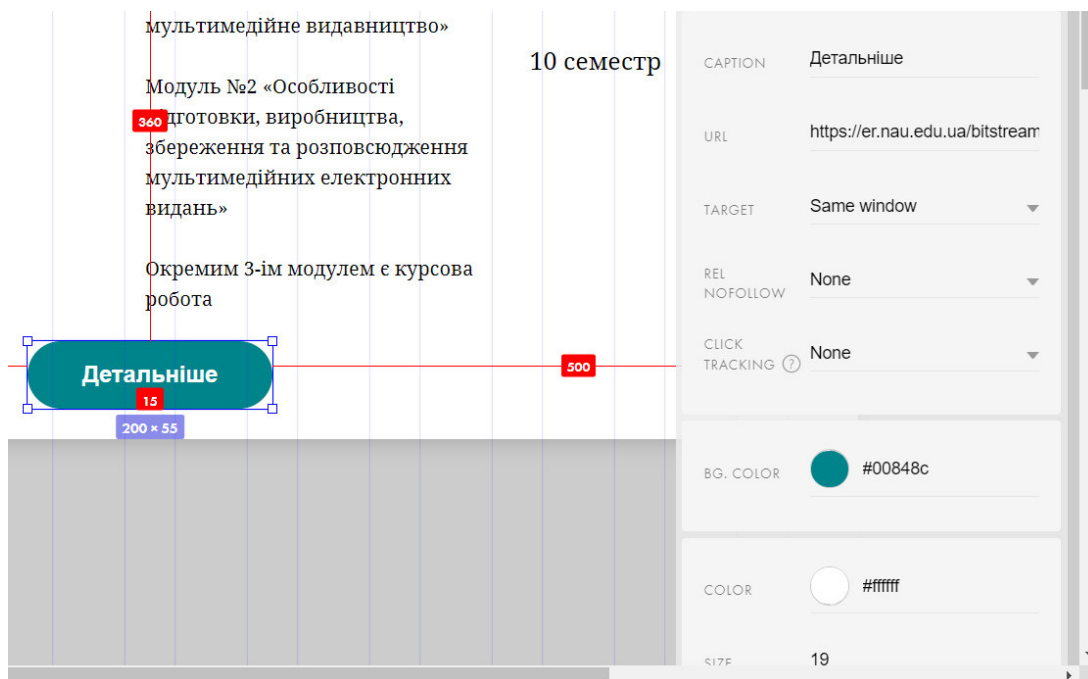 мультимедійне видавництво»
10 семестр
Модуль №2 «Особливості
підготовки, виробництва,
збереження та розповсюдження
мультимедійних електронних
видань»
Окремим 3-ім модулем є курсова
робота
360
500
Детальніше
15
200 × 55
CAPTION Детальніше
URL https://er.nau.edu.ua/bitstream
TARGET Same window
REL
NOFOLLOW None
CLICK
TRACKING ? None
BG. COLOR #00848c
COLOR #ffffff
SIZE 19